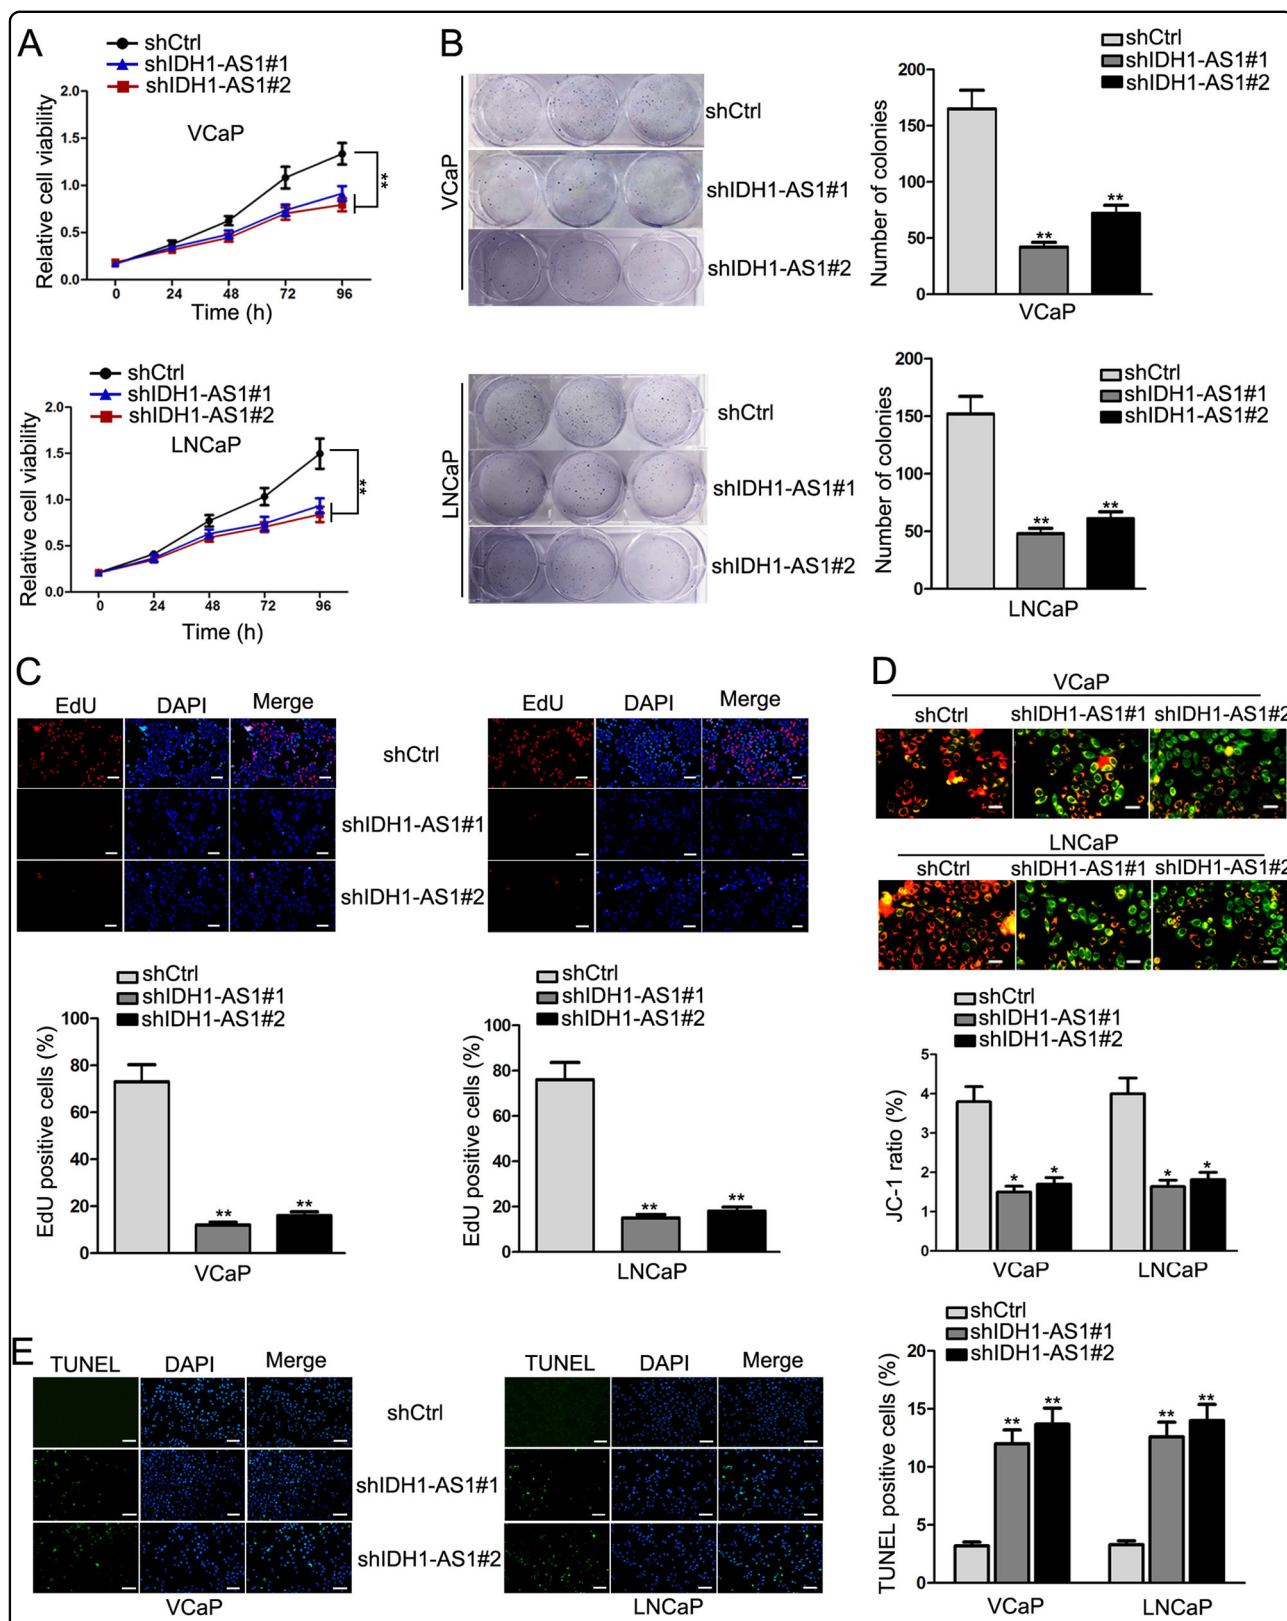 A
shCtrl
shIDH1-AS1#1
shIDH1-AS1#2
Relative cell viability
2.0
1.5
1.0
0.5
0.0
VCaP
**
0 24 48 72 96
Time (h)
shCtrl
shIDH1-AS1#1
shIDH1-AS1#2
Relative cell viability
2.0
1.5
1.0
0.5
0.0
LNCaP
**
0 24 48 72 96
Time (h)
B
VCaP
shCtrl
shIDH1-AS1#1
shIDH1-AS1#2
shCtrl
shIDH1-AS1#1
shIDH1-AS1#2
Number of colonies
200
150
100
50
0
** **
VCaP
LNCaP
shCtrl
shIDH1-AS1#1
shIDH1-AS1#2
shCtrl
shIDH1-AS1#1
shIDH1-AS1#2
Number of colonies
200
150
100
50
0
** **
LNCaP
C
EdU DAPI Merge
EdU DAPI Merge
shCtrl
shIDH1-AS1#1
shIDH1-AS1#2
shCtrl
shIDH1-AS1#1
shIDH1-AS1#2
EdU positive cells (%)
100
80
60
40
20
0
** **
VCaP
shCtrl
shIDH1-AS1#1
shIDH1-AS1#2
EdU positive cells (%)
100
80
60
40
20
0
** **
LNCaP
D
VCaP
shCtrl shIDH1-AS1#1 shIDH1-AS1#2
LNCaP
shCtrl shIDH1-AS1#1 shIDH1-AS1#2
shCtrl
shIDH1-AS1#1
shIDH1-AS1#2
JC-1 ratio (%)
5
4
3
2
1
0
* * * *
VCaP LNCaP
E
TUNEL DAPI Merge
TUNEL DAPI Merge
shCtrl
shIDH1-AS1#1
shIDH1-AS1#2
VCaP
LNCaP
shCtrl
shIDH1-AS1#1
shIDH1-AS1#2
TUNEL positive cells (%)
20
15
10
5
0
** ** ** **
VCaP LNCaP